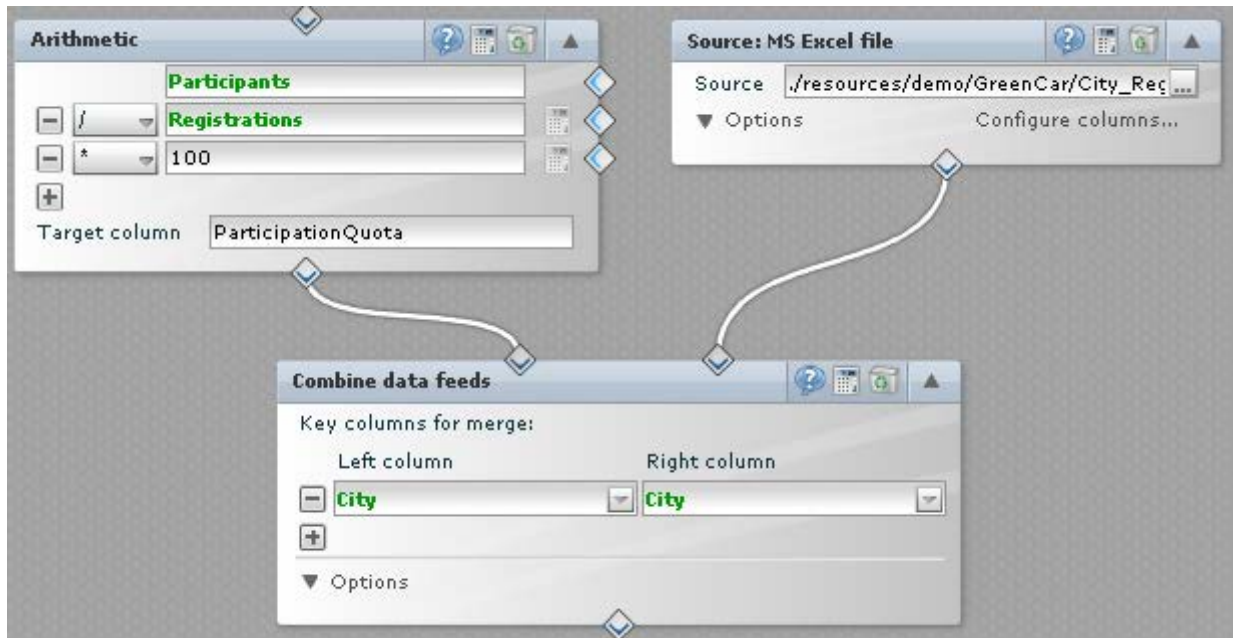 Arithmetic
Participants
/ Registrations
* 100
Target column ParticipationQuota
Source: MS Excel file
Source ./resources/demo/GreenCar/City_Reg ...
Options Configure columns...
Combine data feeds
Key columns for merge:
Left column Right column
City City
Options